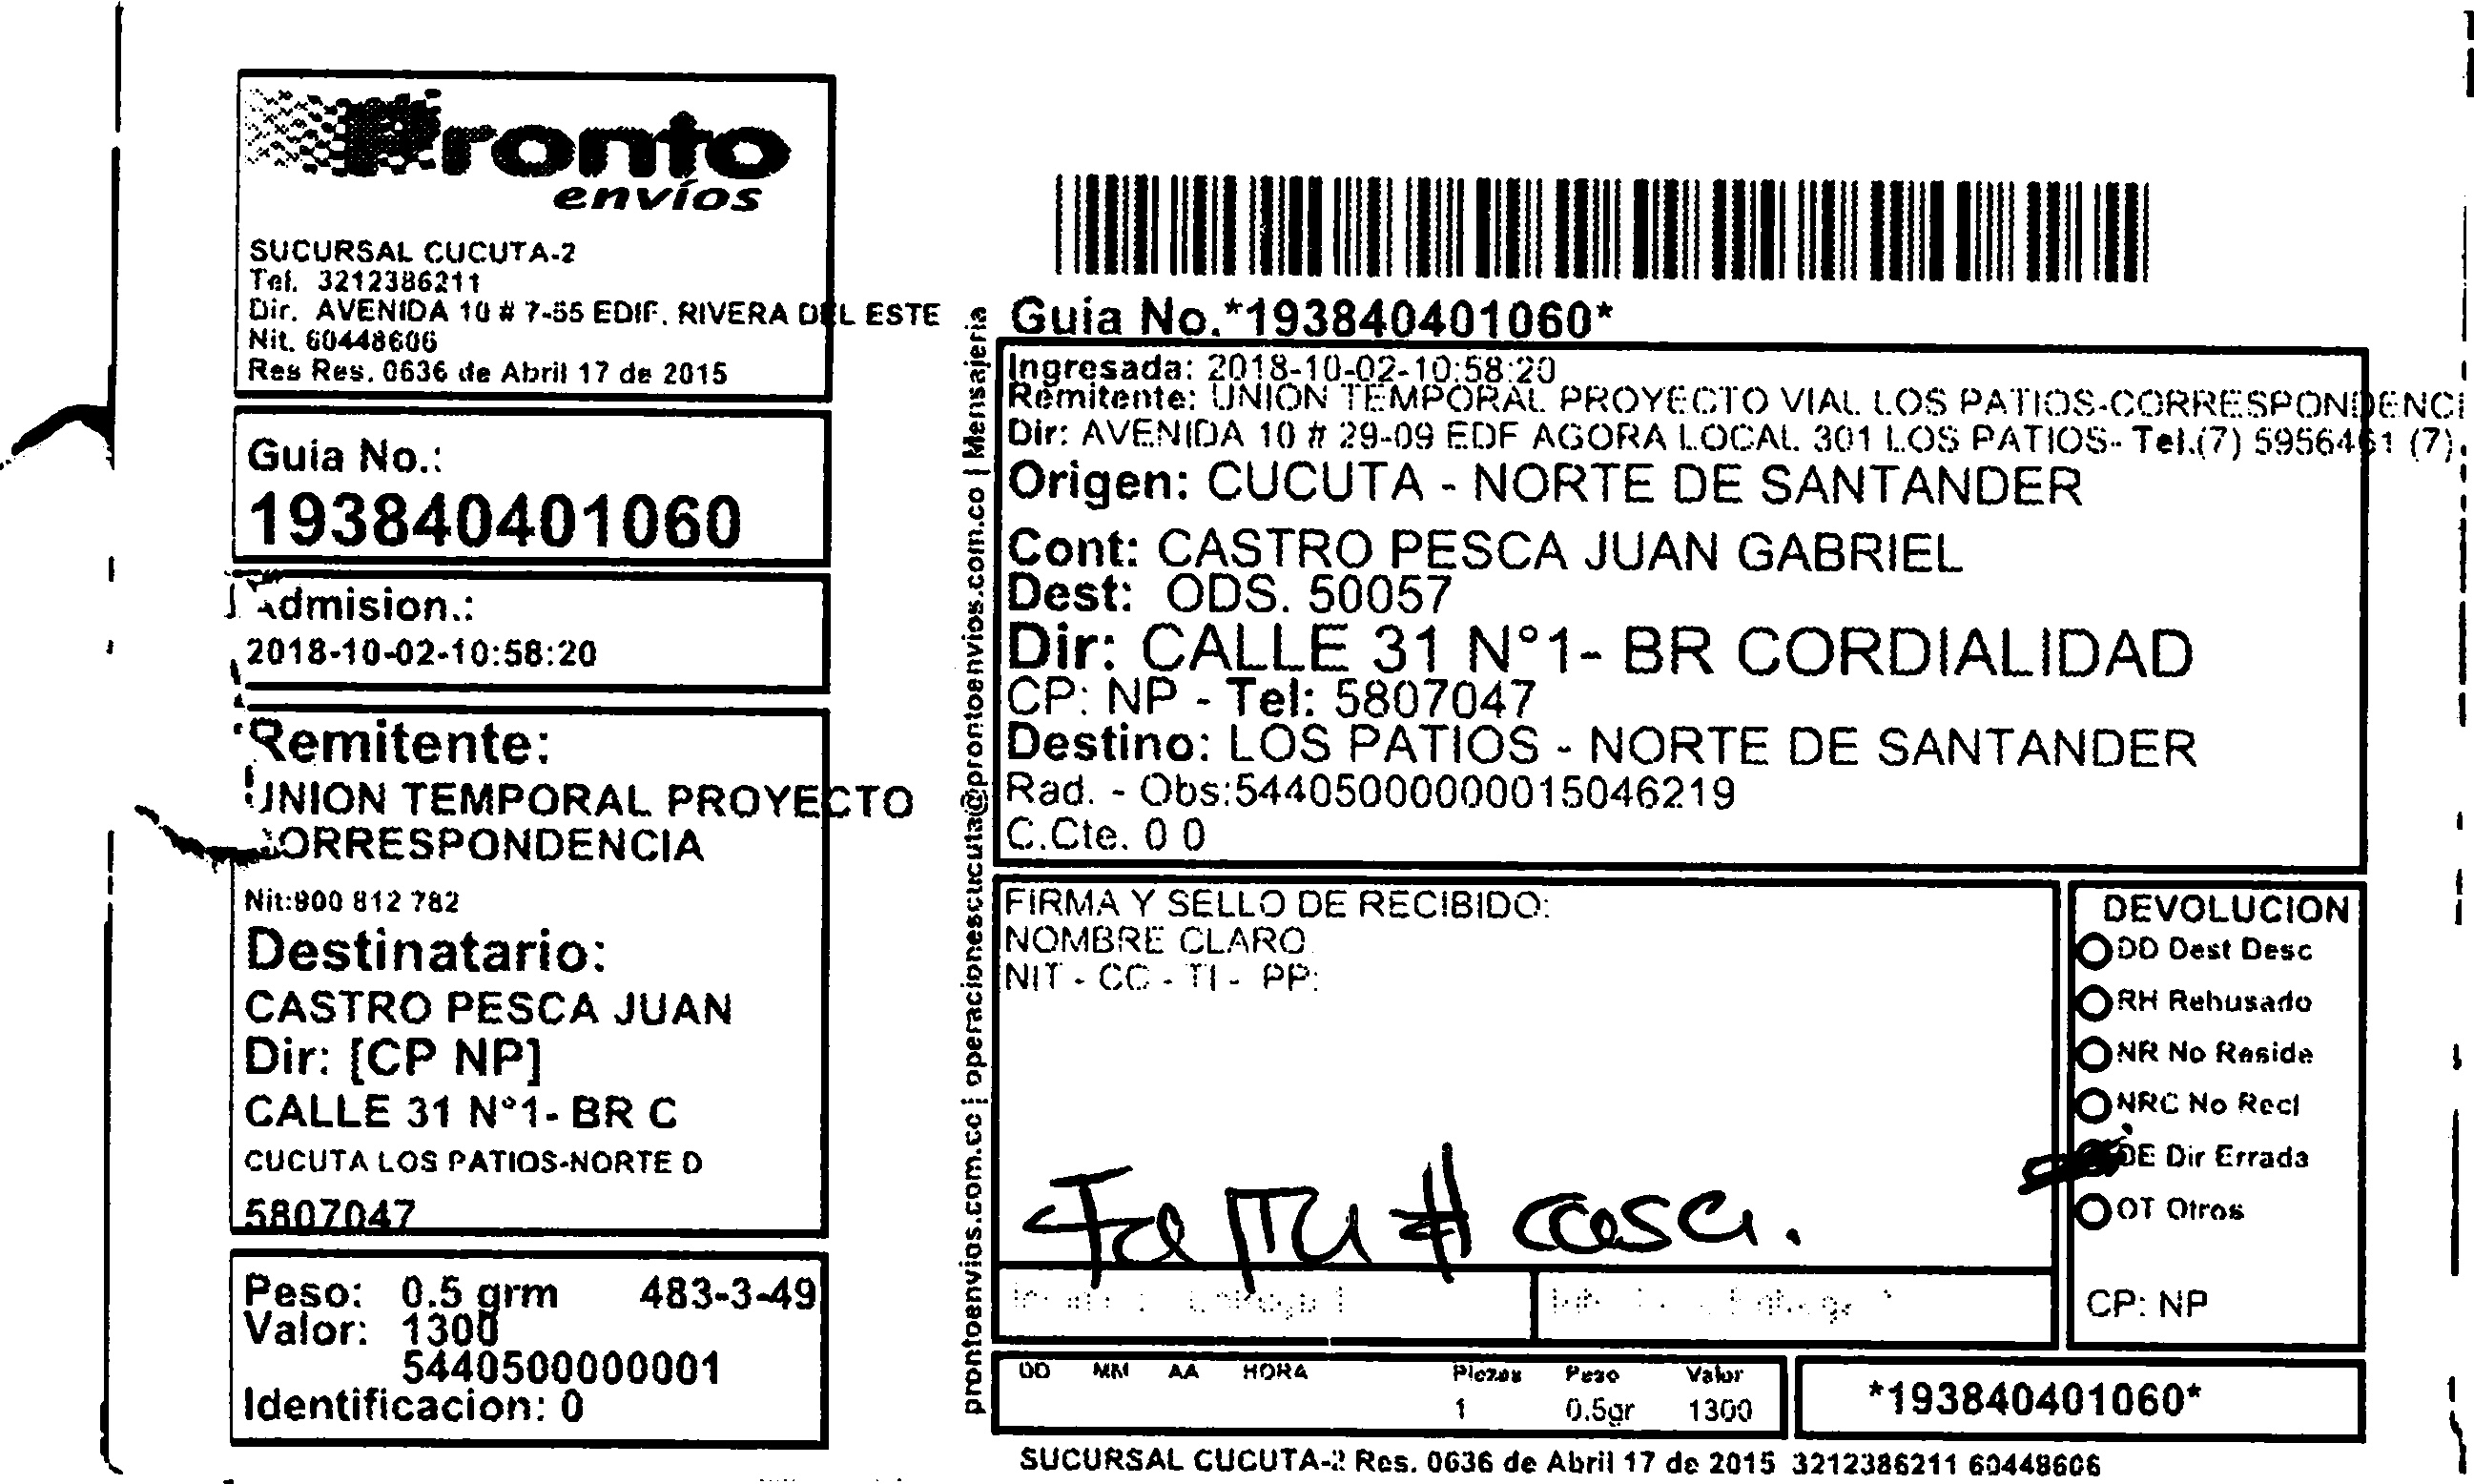 Pronto
envíos
SUCURSAL CUCUTA-2
Tel. 3212386211
Dir. AVENIDA 10 # 7-55 EDIF. RIVERA DEL ESTE
Nit. 60448606
Res Res. 0636 de Abril 17 de 2015
Guia No.:
193840401060
Admision.:
2018-10-02-10:58:20
Remitente:
UNION TEMPORAL PROYECTO
CORRESPONDENCIA
Nit:900 812 782
Destinatario:
CASTRO PESCA JUAN
Dir: [CP NP]
CALLE 31 N°1- BR C
CUCUTA LOS PATIOS-NORTE D
5807047
Peso: 0.5 grm 483-3-49
Valor: 1300
5440500000001
Identificacion: 0
prontoenvios.com.co | operacionescucuta@prontoenvios.com.co | Mensajeria
Guia No.*193840401060*
Ingresada: 2018-10-02-10:58:20
Remitente: UNION TEMPORAL PROYECTO VIAL LOS PATIOS-CORRESPONDENCI
Dir: AVENIDA 10 # 29-09 EDF AGORA LOCAL 301 LOS PATIOS- Tel.(7) 5956461 (7)
Origen: CUCUTA - NORTE DE SANTANDER
Cont: CASTRO PESCA JUAN GABRIEL
Dest: ODS. 50057
Dir: CALLE 31 N°1- BR CORDIALIDAD
CP: NP - Tel: 5807047
Destino: LOS PATIOS - NORTE DE SANTANDER
Rad. - Obs:544050000000015046219
C.Cte. 0 0
FIRMA Y SELLO DE RECIBIDO:
NOMBRE CLARO
NIT - CC - TI - PP:
# casa.
DEVOLUCION
DD Dest Desc
RH Rehusado
NR No Reside
NRC No Recl
DE Dir Errada
OT Otros
CP: NP
DD MM AA HORA Piezas Peso Valor
1 0.5gr 1300
*193840401060*
SUCURSAL CUCUTA-2 Res. 0636 de Abril 17 de 2015 3212386211 60448606